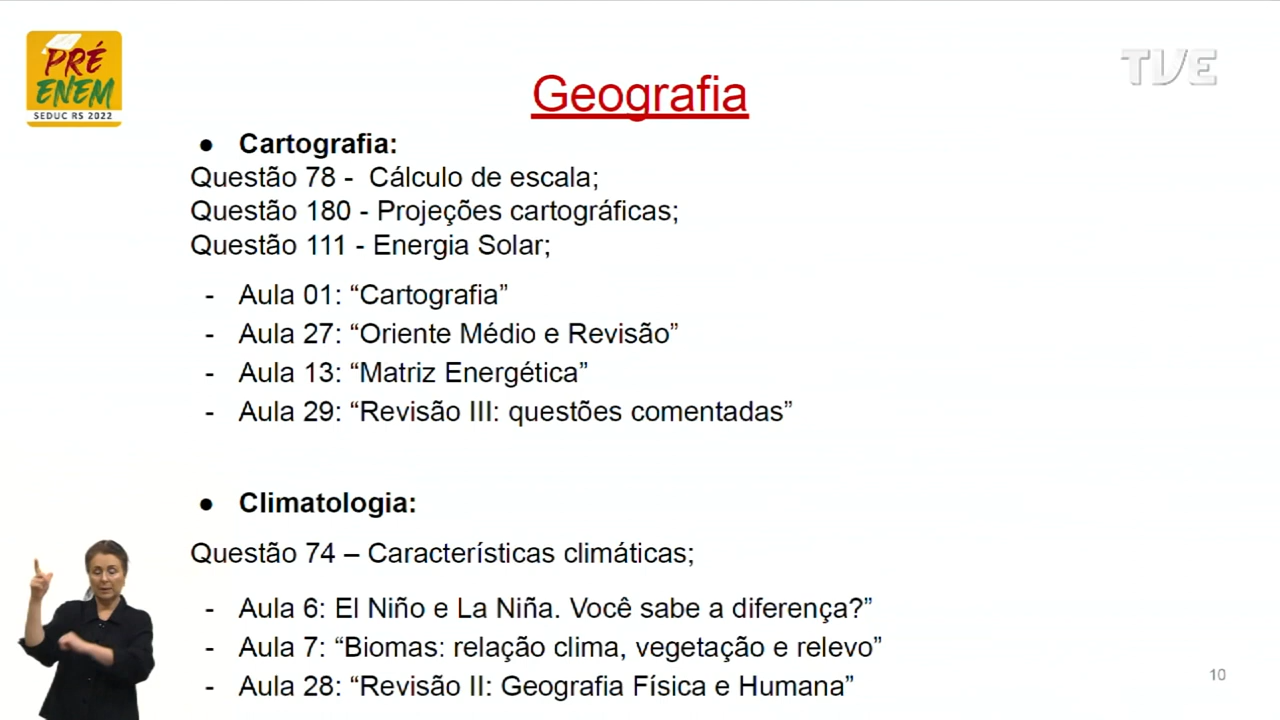 PRÉ
ENEM
SEDUC RS 2022
TVE
Geografia
● Cartografia:
Questão 78 -  Cálculo de escala;
Questão 180 - Projeções cartográficas;
Questão 111 - Energia Solar;
- Aula 01: “Cartografia”
- Aula 27: “Oriente Médio e Revisão”
- Aula 13: “Matriz Energética”
- Aula 29: “Revisão III: questões comentadas”
● Climatologia:
Questão 74 – Características climáticas;
- Aula 6: El Niño e La Niña. Você sabe a diferença?”
- Aula 7: “Biomas: relação clima, vegetação e relevo”
- Aula 28: “Revisão II: Geografia Física e Humana”
10